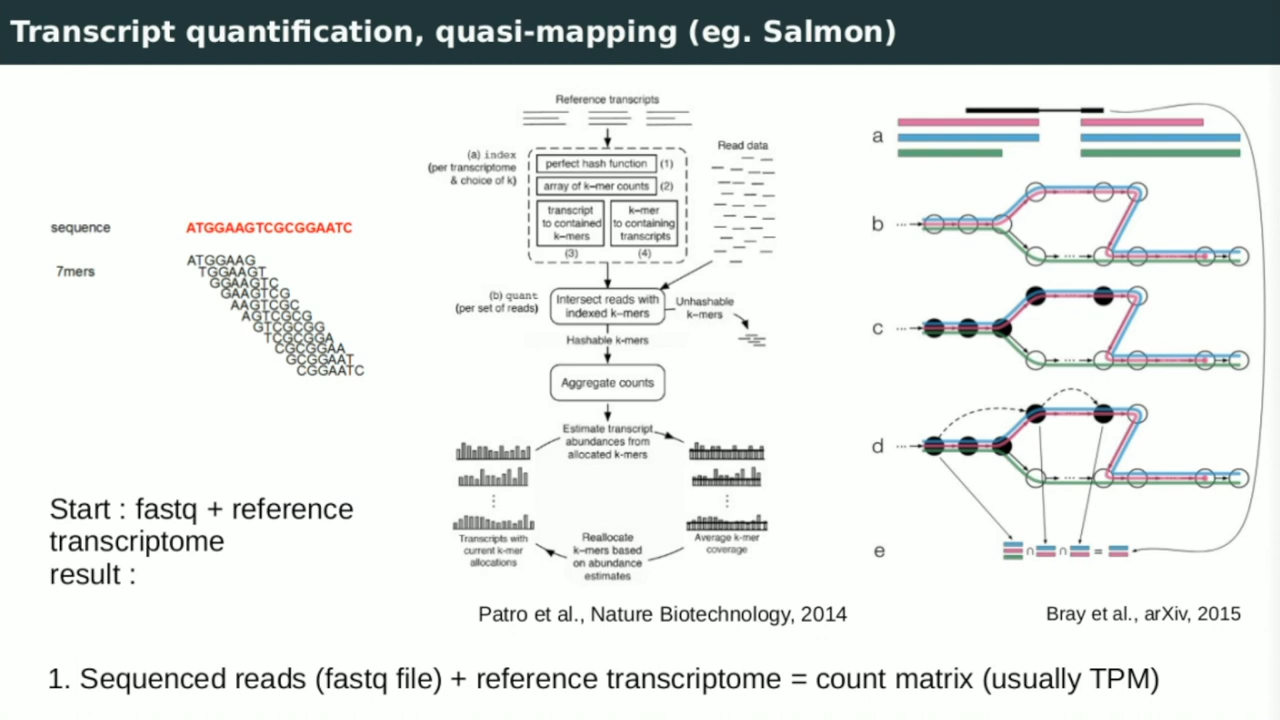 Transcript quantification, quasi-mapping (eg. Salmon)
sequence
ATGGAAGTCGCGGAATC
7mers
ATGGAAG
TGGAAGT
GGAAGTC
GAAGTCG
AAGTCGC
AGTCGCG
GTCGCGG
TCGCGGA
CGCGGAA
GCGGAAT
CGGAATC
Start : fastq + reference
transcriptome
result :
Reference transcripts
Read data
(a) index
(per transcriptome
& choice of k)
perfect hash function
(1)
array of k-mer counts
(2)
transcript
to contained
k-mers
(3)
k-mer
to containing
transcripts
(4)
(b) quant
(per set of reads)
Intersect reads with
indexed k-mers
Unhashable
k-mers
Hashable k-mers
Aggregate counts
Estimate transcript
abundances from
allocated k-mers
Transcripts with
current k-mer
allocations
Reallocate
k-mers based
on abundance
estimates
Average k-mer
coverage
Patro et al., Nature Biotechnology, 2014
a
b
c
d
e
∩ ∩ =
Bray et al., arXiv, 2015
1. Sequenced reads (fastq file) + reference transcriptome = count matrix (usually TPM)